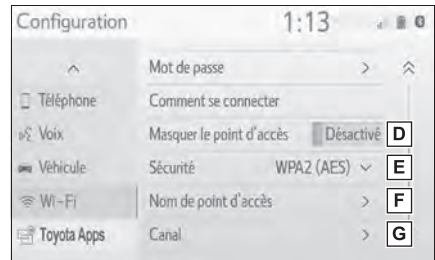 Configuration 1:13
Mot de passe
Téléphone Comment se connecter
Voix Masquer le point d'accès Désactivé D
Véhicule Sécurité WPA2 (AES) E
Wi-Fi Nom de point d'accès F
Toyota Apps Canal G